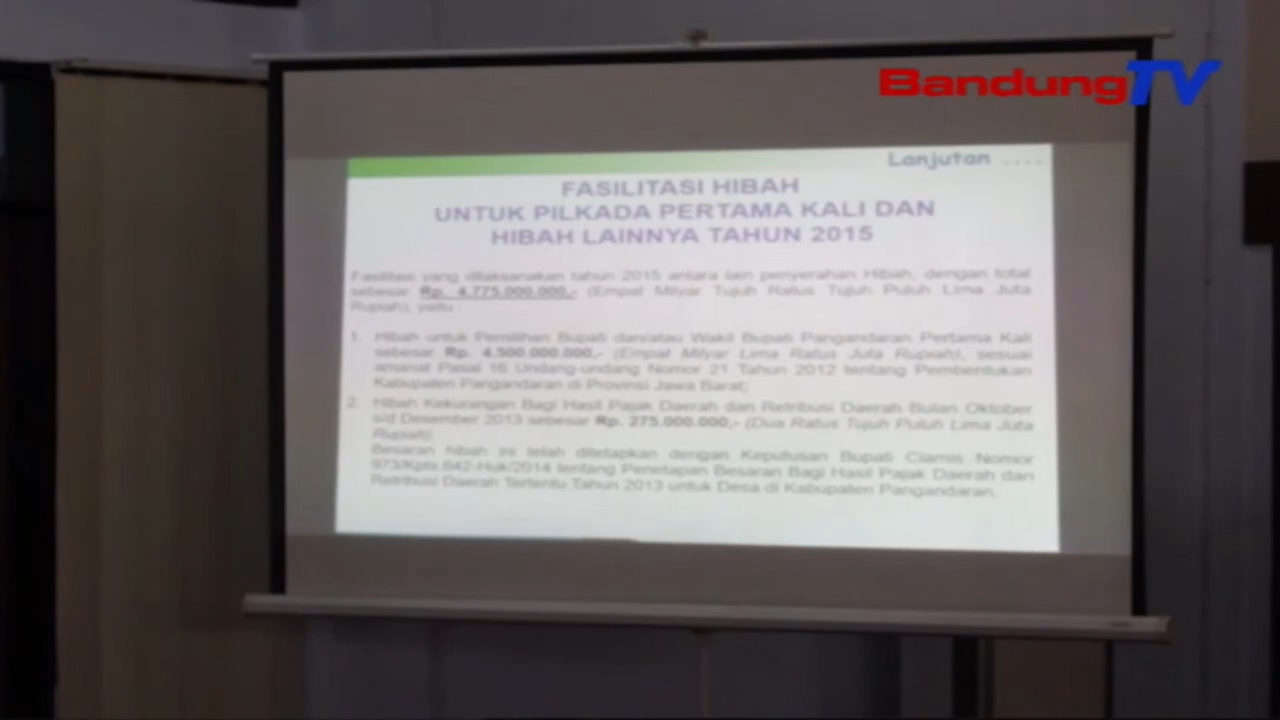 BandungTV
Lanjutan ....
FASILITASI HIBAH
UNTUK PILKADA PERTAMA KALI DAN
HIBAH LAINNYA TAHUN 2015
Fasilitasi yang dilaksanakan tahun 2015 antara lain penyerahan Hibah, dengan total
sebesar Rp. 4.775.000.000,- (Empat Milyar Tujuh Ratus Tujuh Puluh Lima Juta
Rupiah), yaitu :
1. Hibah untuk Pemilihan Bupati dan/atau Wakil Bupati Pangandaran Pertama Kali
sebesar Rp. 4.500.000.000,- (Empat Milyar Lima Ratus Juta Rupiah), sesuai
amanat Pasal 16 Undang-undang Nomor 21 Tahun 2012 tentang Pembentukan
Kabupaten Pangandaran di Provinsi Jawa Barat;
2. Hibah Kekurangan Bagi Hasil Pajak Daerah dan Retribusi Daerah Bulan Oktober
s/d Desember 2013 sebesar Rp. 275.000.000,- (Dua Ratus Tujuh Puluh Lima Juta
Rupiah)
Besaran hibah ini telah ditetapkan dengan Keputusan Bupati Ciamis Nomor
973/Kpts.642-Huk/2014 tentang Penetapan Besaran Bagi Hasil Pajak Daerah dan
Retribusi Daerah Tertentu Tahun 2013 untuk Desa di Kabupaten Pangandaran.